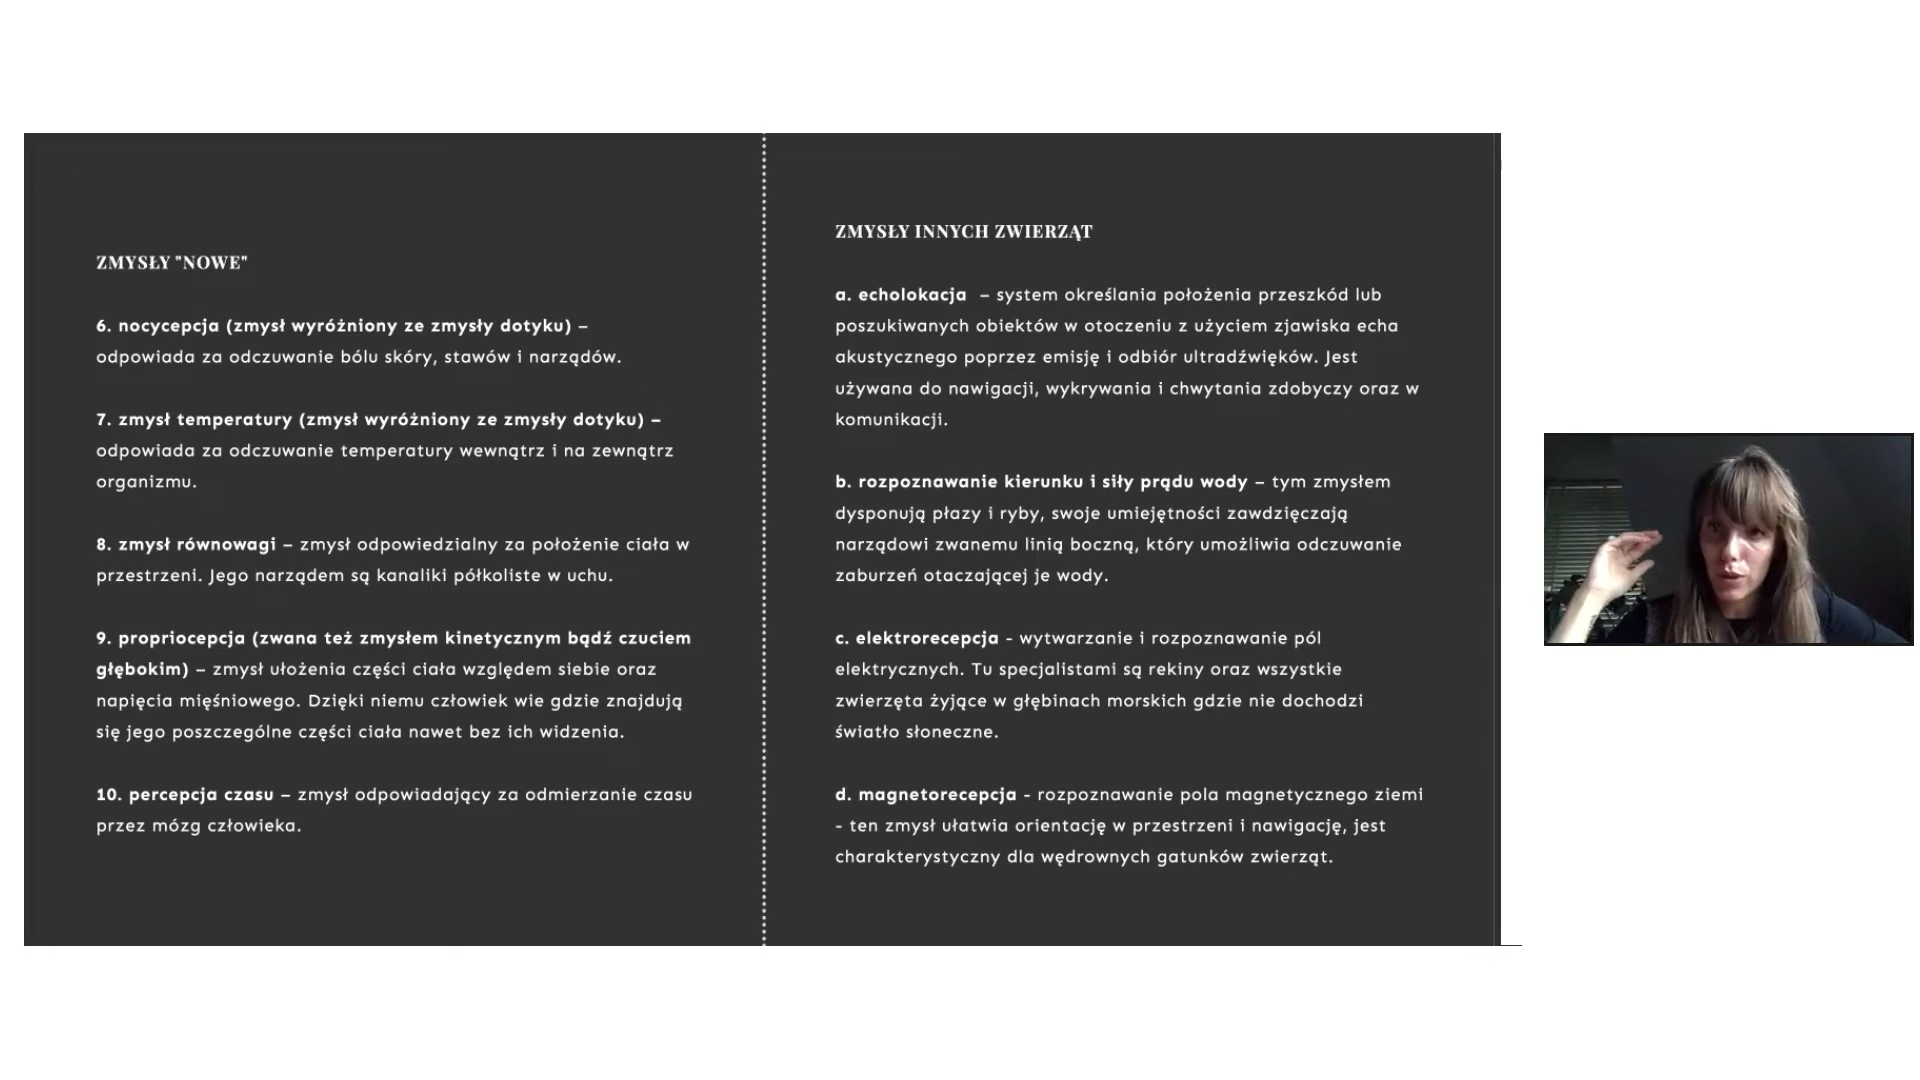 ZMYSŁY "NOWE"
6. nocycepcja (zmysł wyróżniony ze zmysły dotyku) –
odpowiada za odczuwanie bólu skóry, stawów i narządów.
7. zmysł temperatury (zmysł wyróżniony ze zmysły dotyku) –
odpowiada za odczuwanie temperatury wewnątrz i na zewnątrz
organizmu.
8. zmysł równowagi – zmysł odpowiedzialny za położenie ciała w
przestrzeni. Jego narządem są kanaliki półkoliste w uchu.
9. propriocepcja (zwana też zmysłem kinetycznym bądź czuciem
głębokim) – zmysł ułożenia części ciała względem siebie oraz
napięcia mięśniowego. Dzięki niemu człowiek wie gdzie znajdują
się jego poszczególne części ciała nawet bez ich widzenia.
10. percepcja czasu – zmysł odpowiadający za odmierzanie czasu
przez mózg człowieka.
ZMYSŁY INNYCH ZWIERZĄT
a. echolokacja – system określania położenia przeszkód lub
poszukiwanych obiektów w otoczeniu z użyciem zjawiska echa
akustycznego poprzez emisję i odbiór ultradźwięków. Jest
używana do nawigacji, wykrywania i chwytania zdobyczy oraz w
komunikacji.
b. rozpoznawanie kierunku i siły prądu wody – tym zmysłem
dysponują płazy i ryby, swoje umiejętności zawdzięczają
narządowi zwanemu linią boczną, który umożliwia odczuwanie
zaburzeń otaczającej je wody.
c. elektrorecepcja - wytwarzanie i rozpoznawanie pól
elektrycznych. Tu specjalistami są rekiny oraz wszystkie
zwierzęta żyjące w głębinach morskich gdzie nie dochodzi
światło słoneczne.
d. magnetorecepcja - rozpoznawanie pola magnetycznego ziemi
- ten zmysł ułatwia orientację w przestrzeni i nawigację, jest
charakterystyczny dla wędrownych gatunków zwierząt.